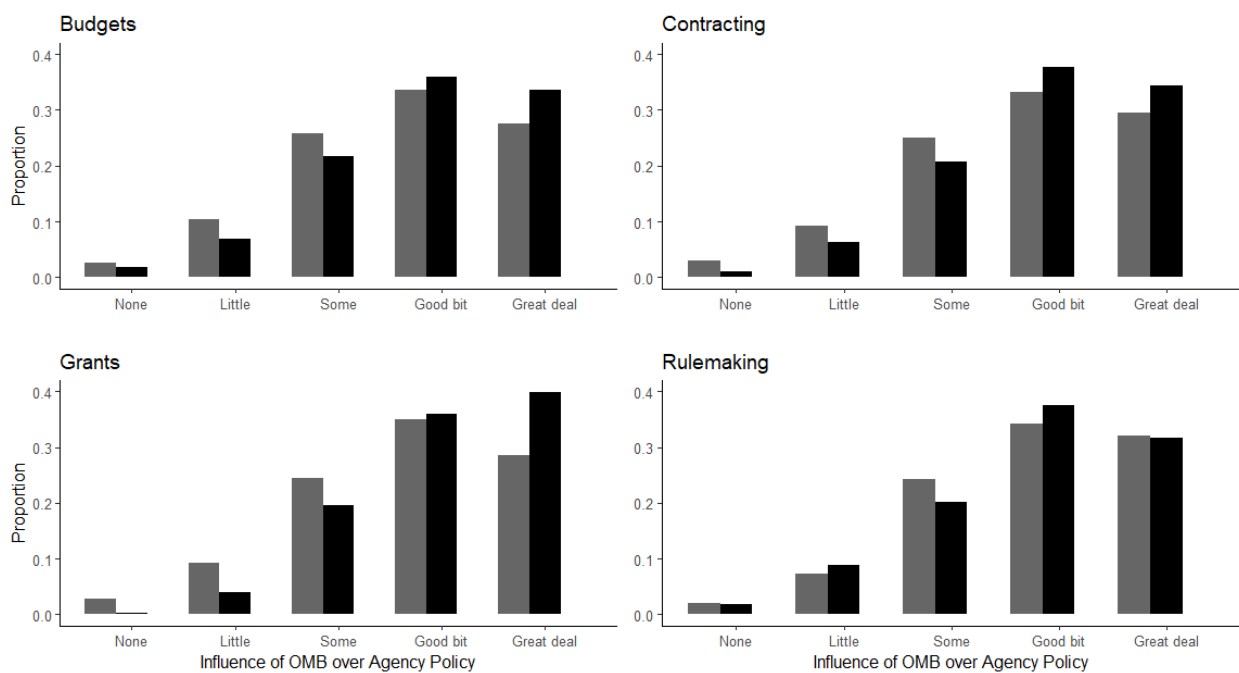 Budgets
Contracting
0.4
0.3
0.2
0.1
0.0
Proportion
None Little Some Good bit Great deal
0.4
0.3
0.2
0.1
0.0
None Little Some Good bit Great deal
Grants
Rulemaking
0.4
0.3
0.2
0.1
0.0
Proportion
None Little Some Good bit Great deal
Influence of OMB over Agency Policy
0.4
0.3
0.2
0.1
0.0
None Little Some Good bit Great deal
Influence of OMB over Agency Policy